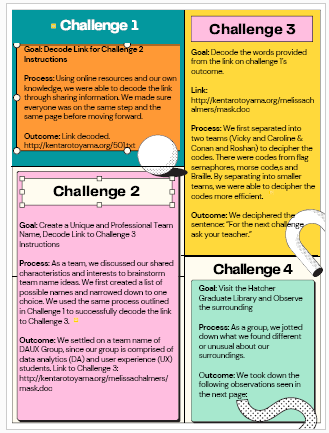 Challenge 1
Goal: Decode Link for Challenge 2
Instructions
Process: Using online resources and our own
knowledge, we were able to decode the link
through sharing information. We made sure
everyone was on the same step and the
same page before moving forward.
Outcome: Link decoded.
http://kentarotoyama.org/501.txt
Challenge 2
Goal: Create a Unique and Professional Team
Name, Decode Link to Challenge 3
Instructions
Process: As a team, we discussed our shared
characteristics and interests to brainstorm
team name ideas. We first created a list of
possible names and narrowed down to one
choice. We used the same process outlined
in Challenge 1 to successfully decode the link
to Challenge 3.
Outcome: We settled on a team name of
DAUX Group, since our group is comprised of
data analytics (DA) and user experience (UX)
students. Link to Challenge 3:
http://kentarotoyama.org/melissachalmers/
mask.doc
Challenge 3
Goal: Decode the words provided
from the link on challenge 1's
outcome.
Link:
http://kentarotoyama.org/melissach
almers/mask.doc
Process: We first separated into
two teams (Vicky and Caroline &
Conan and Roshan) to decipher the
codes. There were codes from flag
semaphores, morse code,s and
Braille. By separating into smaller
teams, we were able to decipher the
codes more efficient.
Outcome: We deciphered the
sentence: "For the next challenge
ask your teacher."
Challenge 4
Goal: Visit the Hatcher
Graduate Library and Observe
the surrounding
Process: As a group, we jotted
down what we found different
or unusual about our
surroundings.
Outcome: We took down the
following observations seen in
the next page: